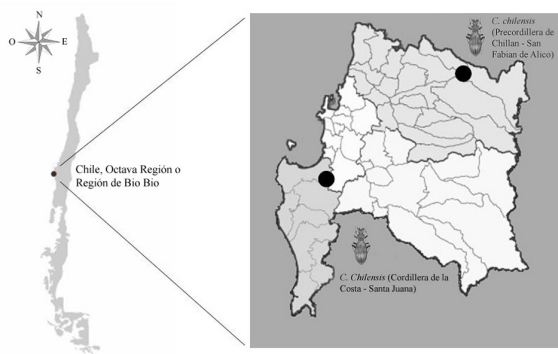 N
O
E
S
Chile, Octava Región o
Región de Bio Bio
C. chilensis
(Precordillera de
Chillan - San
Fabian de Alico)
C. Chilensis (Cordillera de la
Costa - Santa Juana)